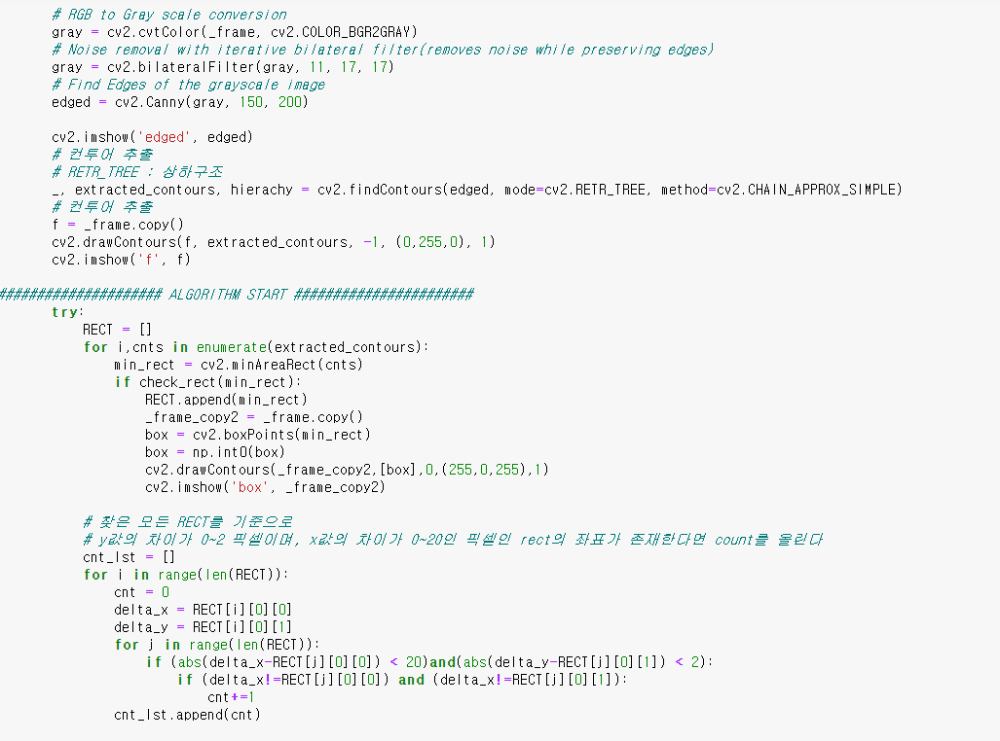 # RGB to Gray scale conversion
gray = cv2.cvtColor(_frame, cv2.COLOR_BGR2GRAY)
# Noise removal with iterative bilateral filter(removes noise while preserving edges)
gray = cv2.bilateralFilter(gray, 11, 17, 17)
# Find Edges of the grayscale image
edged = cv2.Canny(gray, 150, 200)
cv2.imshow('edged', edged)
# 컨투어 추출
# RETR_TREE : 상하구조
_, extracted_contours, hierachy = cv2.findContours(edged, mode=cv2.RETR_TREE, method=cv2.CHAIN_APPROX_SIMPLE)
# 컨투어 추출
f = _frame.copy()
cv2.drawContours(f, extracted_contours, -1, (0,255,0), 1)
cv2.imshow('f', f)
##################### ALGORITHM START #######################
try:
RECT = []
for i,cnts in enumerate(extracted_contours):
min_rect = cv2.minAreaRect(cnts)
if check_rect(min_rect):
RECT.append(min_rect)
_frame_copy2 = _frame.copy()
box = cv2.boxPoints(min_rect)
box = np.int0(box)
cv2.drawContours(_frame_copy2,[box],0,(255,0,255),1)
cv2.imshow('box', _frame_copy2)
# 찾은 모든 RECT를 기준으로
# y값의 차이가 0~2 픽셀이며, x값의 차이가 0~20인 픽셀인 rect의 좌표가 존재한다면 count를 올린다
cnt_lst = []
for i in range(len(RECT)):
cnt = 0
delta_x = RECT[i][0][0]
delta_y = RECT[i][0][1]
for j in range(len(RECT)):
if (abs(delta_x-RECT[j][0][0]) < 20)and(abs(delta_y-RECT[j][0][1]) < 2):
if (delta_x!=RECT[j][0][0]) and (delta_x!=RECT[j][0][1]):
cnt+=1
cnt_lst.append(cnt)